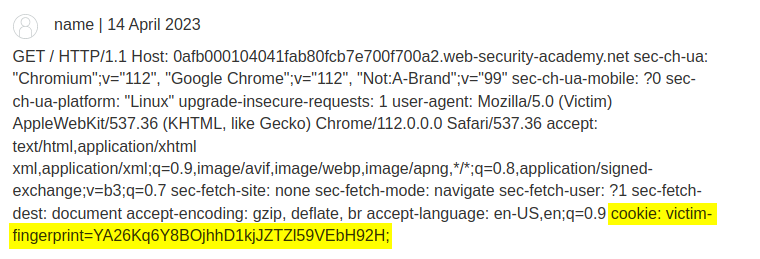 name | 14 April 2023
GET / HTTP/1.1 Host: 0afb000104041fab80fcb7e700f700a2.web-security-academy.net sec-ch-ua:
"Chromium";v="112", "Google Chrome";v="112", "Not:A-Brand";v="99" sec-ch-ua-mobile: ?0 sec-
ch-ua-platform: "Linux" upgrade-insecure-requests: 1 user-agent: Mozilla/5.0 (Victim)
AppleWebKit/537.36 (KHTML, like Gecko) Chrome/112.0.0.0 Safari/537.36 accept:
text/html,application/xhtml
xml,application/xml;q=0.9,image/avif,image/webp,image/apng,*/*;q=0.8,application/signed-
exchange;v=b3;q=0.7 sec-fetch-site: none sec-fetch-mode: navigate sec-fetch-user: ?1 sec-fetch-
dest: document accept-encoding: gzip, deflate, br accept-language: en-US,en;q=0.9 cookie: victim-
fingerprint=YA26Kq6Y8BOjhhD1kjJZTZl59VEbH92H;